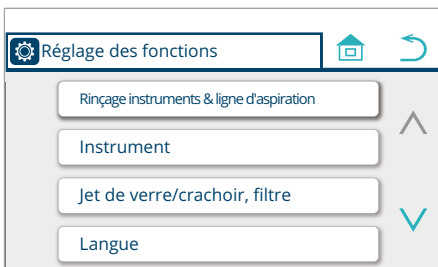 Réglage des fonctions
Rinçage instruments & ligne d'aspiration
Instrument
Jet de verre/crachoir, filtre
Langue